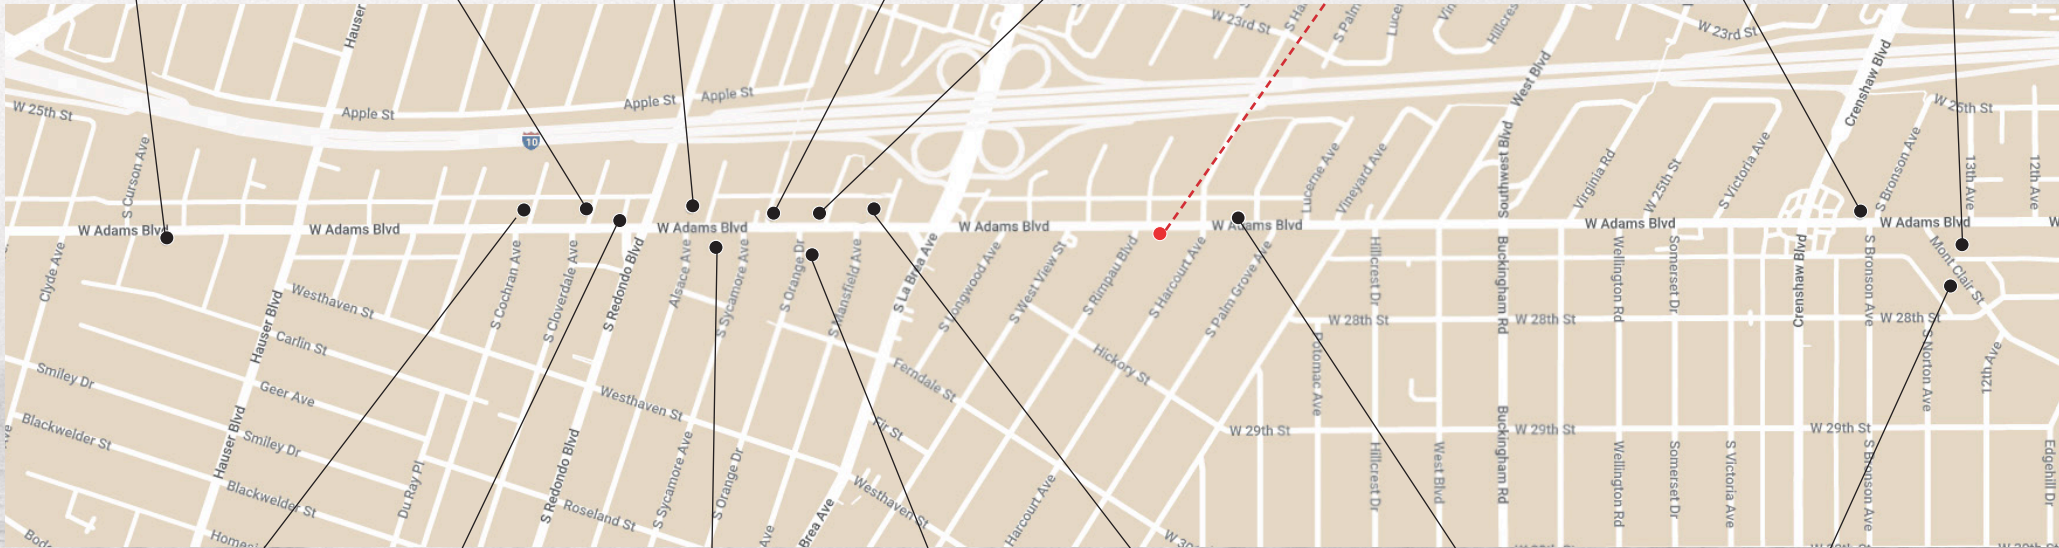 Hauser
W 23rd St
S Ha
S Palm
Luce
Vin
Hillcres
W 23rd St
West Blvd
Crenshaw Blvd
W 25th St
Apple St
Apple St
Apple St
W 25th St
10
S Curson Ave
Lucerne Ave
Vineyard Ave
Southwest Blvd
Virginia Rd
W 25th St
S Victoria Ave
S Bronson Ave
13th Ave
12th Ave
W Adams Blvd
W Adams Blvd
W Adams Blvd
W Adams Blvd
W Adams Blvd
W Adams Blvd
W Adams Blvd
W
Clyde Ave
S Cochran Ave
S Cloverdale Ave
S Redondo Blvd
Alsace Ave
S Sycamore Ave
S Orange Dr
S Mansfield Ave
S La Brea Ave
S Longwood Ave
S West View St
S Rimpau Blvd
S Harcourt Ave
S Palm Grove Ave
Hillcrest Dr
Buckingham Rd
Wellington Rd
Somerset Dr
Crenshaw Blvd
S Bronson Ave
Mont Clair St
Hauser Blvd
Westhaven St
Carlin St
W 28th St
W 28th St
W 28th St
Smiley Dr
Geer Ave
Ferndale St
Hickory St
Potomac Ave
S Norton Ave
12th Ave
Blackwelder St
Hauser Blvd
Smiley Dr
Westhaven St
Fir St
W 29th St
W 29th St
W 29th St
Du Ray Pl
S Redondo Blvd
S Sycamore Ave
S Orange Dr
Hillcrest Dr
West Blvd
Buckingham Rd
Wellington Rd
Somerset Dr
S Victoria Ave
S Bronson Ave
Edgehill Dr
Blackwelder St
Roseland St
Westhaven St
Harcourt Ave
Brea Ave
Ave
Homes
Bod
W 30